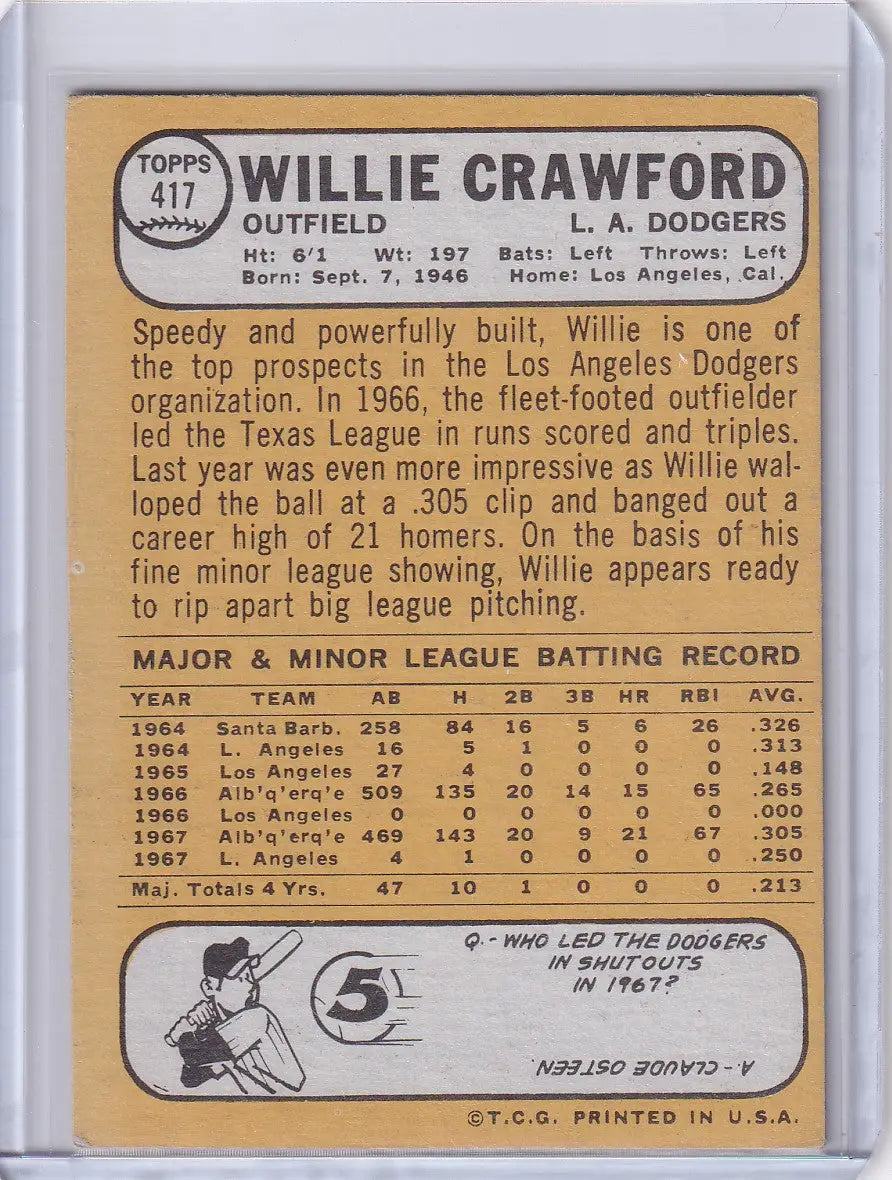 TOPPS
417
WILLIE CRAWFORD
OUTFIELD L. A. DODGERS
Ht: 6'1 Wt: 197 Bats: Left Throws: Left
Born: Sept. 7, 1946 Home: Los Angeles, Cal.
Speedy and powerfully built, Willie is one of
the top prospects in the Los Angeles Dodgers
organization. In 1966, the fleet-footed outfielder
led the Texas League in runs scored and triples.
Last year was even more impressive as Willie wal-
loped the ball at a .305 clip and banged out a
career high of 21 homers. On the basis of his
fine minor league showing, Willie appears ready
to rip apart big league pitching.
MAJOR & MINOR LEAGUE BATTING RECORD
YEAR TEAM AB H 2B 3B HR RBI AVG.
1964 Santa Barb. 258 84 16 5 6 26 .326
1964 L. Angeles 16 5 1 0 0 0 .313
1965 Los Angeles 27 4 0 0 0 0 .148
1966 Alb'q'erq'e 509 135 20 14 15 65 .265
1966 Los Angeles 0 0 0 0 0 0 .000
1967 Alb'q'erq'e 469 143 20 9 21 67 .305
1967 L. Angeles 4 1 0 0 0 0 .250
Maj. Totals 4 Yrs. 47 10 1 0 0 0 .213
5
Q.- WHO LED THE DODGERS
IN SHUTOUTS
IN 1967?
A- CLAUDE OSTEEN
©T.C.G. PRINTED IN U.S.A.